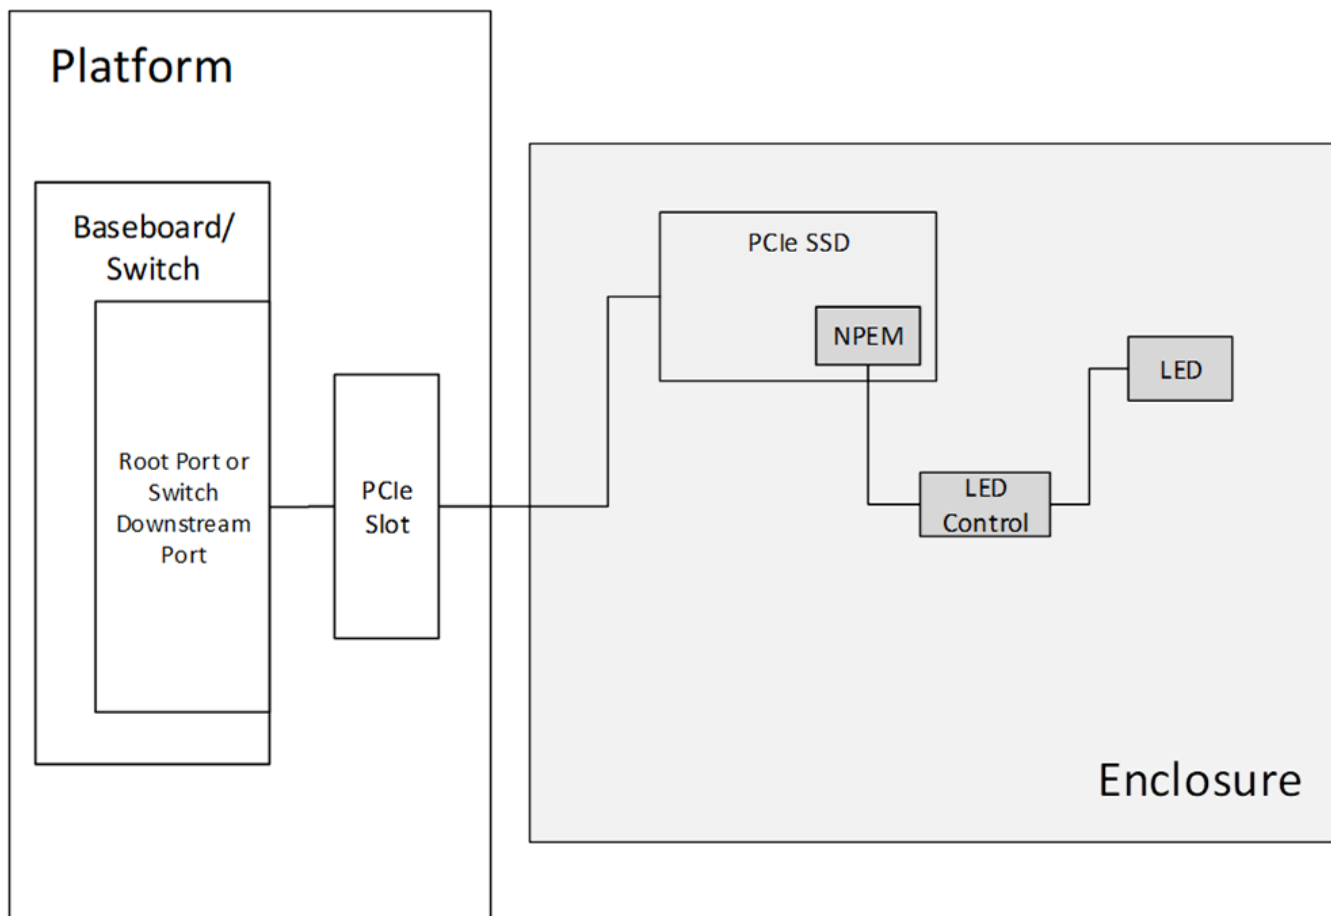 Platform
Baseboard/
Switch
Root Port or
Switch
Downstream
Port
PCIe
Slot
PCIe SSD
NPEM
LED
Control
LED
Enclosure